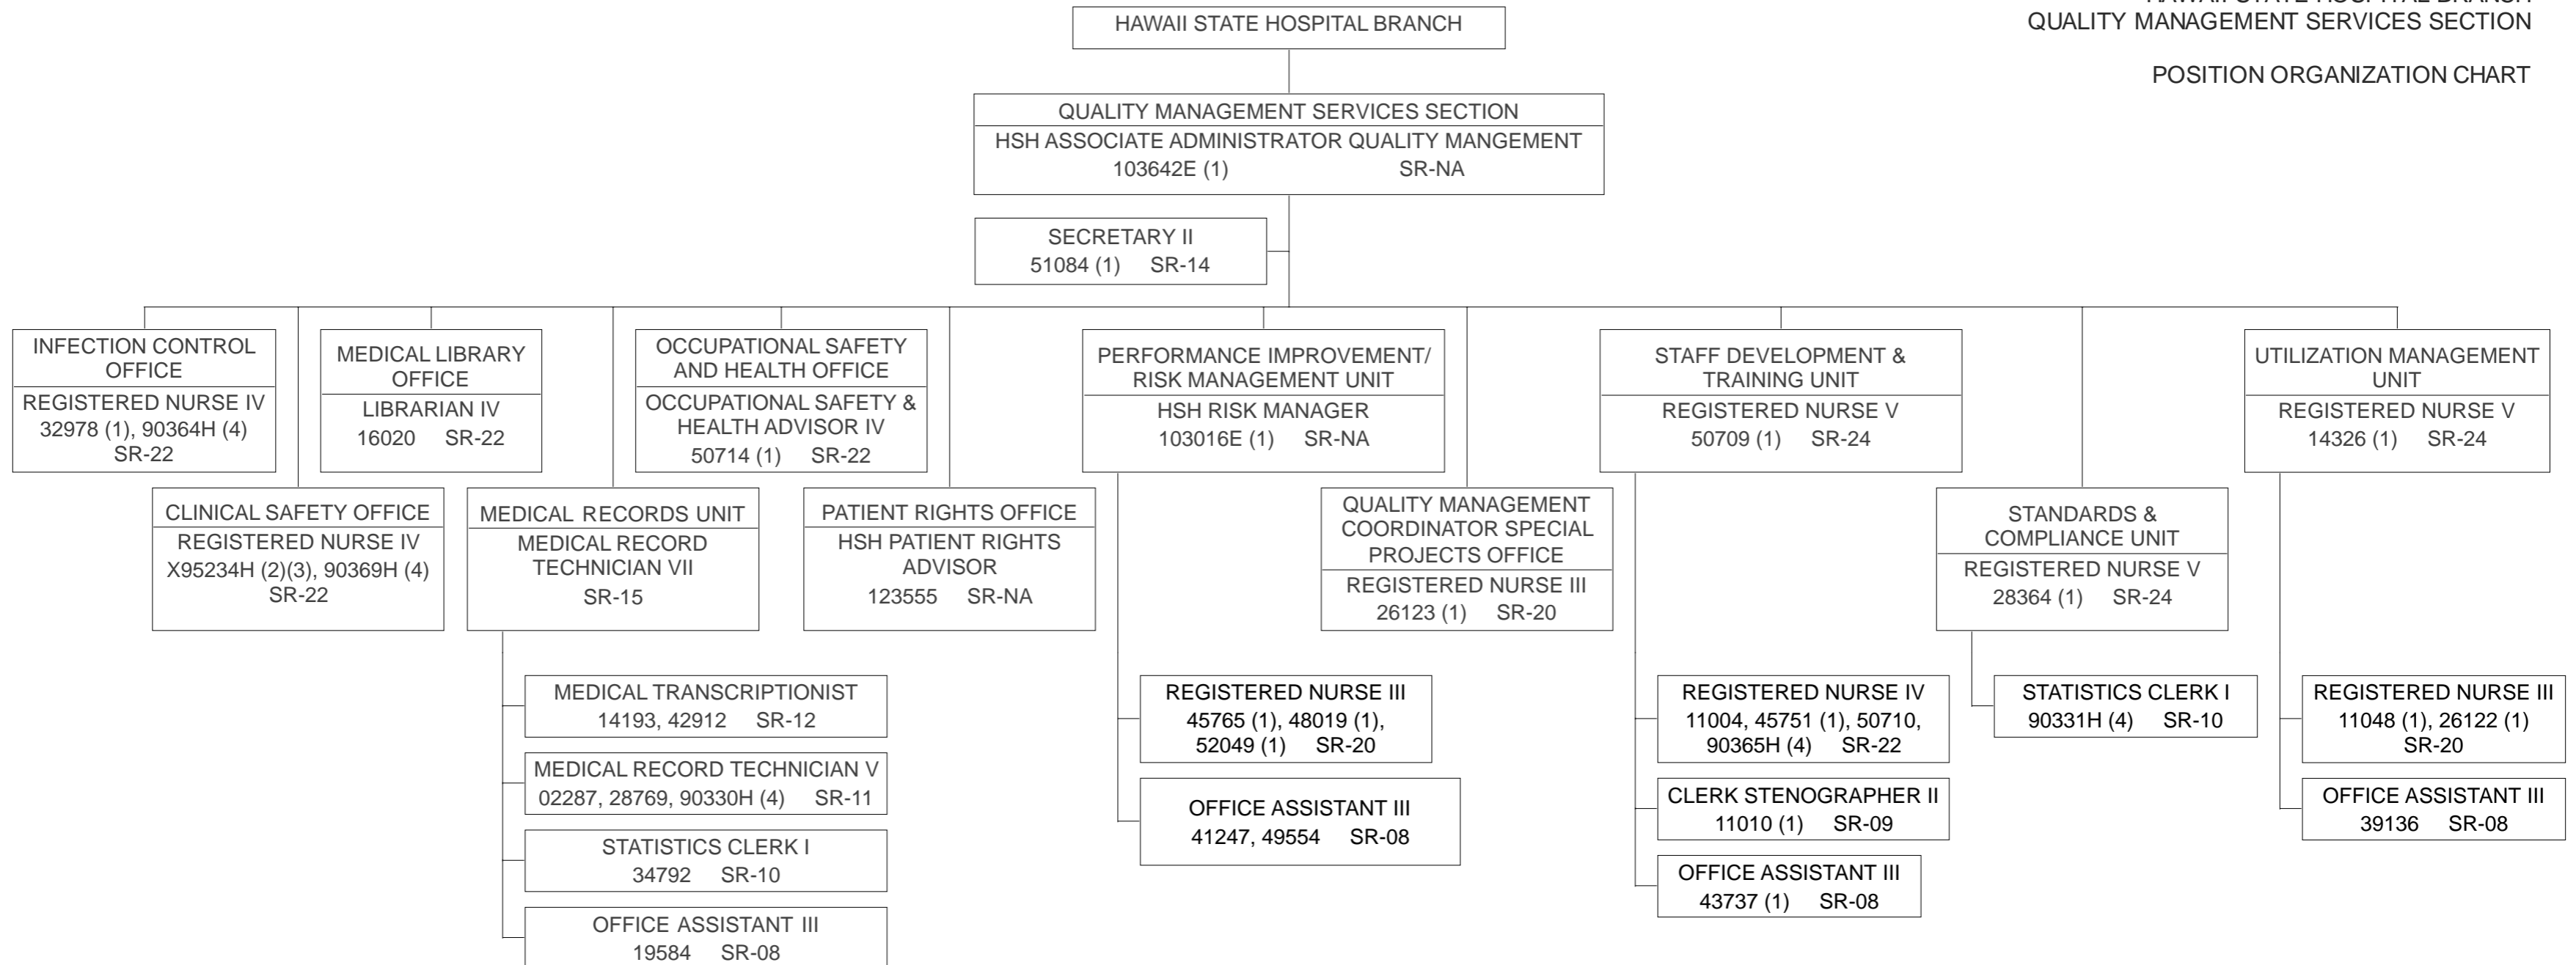 HAWAII STATE HOSPITAL BRANCH
QUALITY MANAGEMENT SERVICES SECTION
POSITION ORGANIZATION CHART
HAWAII STATE HOSPITAL BRANCH
QUALITY MANAGEMENT SERVICES SECTION
HSH ASSOCIATE ADMINISTRATOR QUALITY MANGEMENT
103642E (1) SR-NA
SECRETARY II
51084 (1) SR-14
INFECTION CONTROL
OFFICE
REGISTERED NURSE IV
32978 (1), 90364H (4)
SR-22
MEDICAL LIBRARY
OFFICE
LIBRARIAN IV
16020 SR-22
OCCUPATIONAL SAFETY
AND HEALTH OFFICE
OCCUPATIONAL SAFETY &
HEALTH ADVISOR IV
50714 (1) SR-22
PERFORMANCE IMPROVEMENT/
RISK MANAGEMENT UNIT
HSH RISK MANAGER
103016E (1) SR-NA
STAFF DEVELOPMENT &
TRAINING UNIT
REGISTERED NURSE V
50709 (1) SR-24
UTILIZATION MANAGEMENT
UNIT
REGISTERED NURSE V
14326 (1) SR-24
CLINICAL SAFETY OFFICE
REGISTERED NURSE IV
X95234H (2)(3), 90369H (4)
SR-22
MEDICAL RECORDS UNIT
MEDICAL RECORD
TECHNICIAN VII
SR-15
PATIENT RIGHTS OFFICE
HSH PATIENT RIGHTS
ADVISOR
123555 SR-NA
QUALITY MANAGEMENT
COORDINATOR SPECIAL
PROJECTS OFFICE
REGISTERED NURSE III
26123 (1) SR-20
STANDARDS &
COMPLIANCE UNIT
REGISTERED NURSE V
28364 (1) SR-24
MEDICAL TRANSCRIPTIONIST
14193, 42912 SR-12
MEDICAL RECORD TECHNICIAN V
02287, 28769, 90330H (4) SR-11
STATISTICS CLERK I
34792 SR-10
OFFICE ASSISTANT III
19584 SR-08
REGISTERED NURSE III
45765 (1), 48019 (1),
52049 (1) SR-20
OFFICE ASSISTANT III
41247, 49554 SR-08
REGISTERED NURSE IV
11004, 45751 (1), 50710,
90365H (4) SR-22
CLERK STENOGRAPHER II
11010 (1) SR-09
OFFICE ASSISTANT III
43737 (1) SR-08
STATISTICS CLERK I
90331H (4) SR-10
REGISTERED NURSE III
11048 (1), 26122 (1)
SR-20
OFFICE ASSISTANT III
39136 SR-08